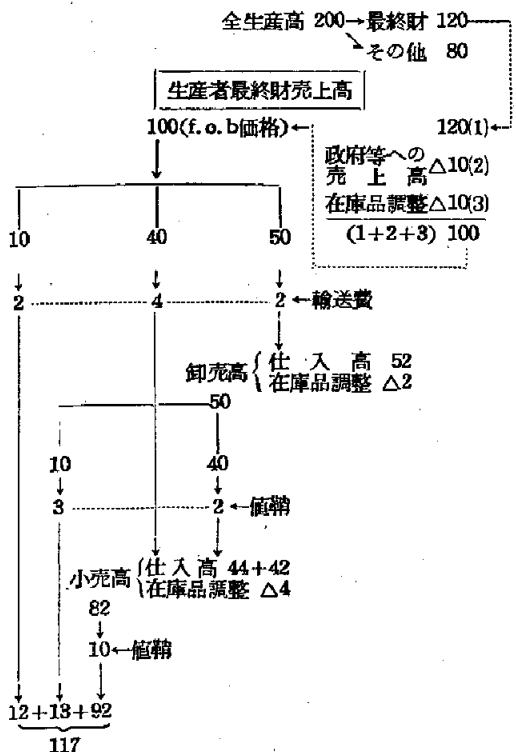 全生産高 200→最終財 120
その他 80
生産者最終財売上高
100(f.o.b価格) 120(1)
政府等への
売上高 △10(2)
在庫品調整 △10(3)
(1+2+3) 100
10 40 50
2 4 2 ←輸送費
卸売高 仕入高 52
在庫品調整 △2
50
10 40
3 2 ←値鞘
小売高 仕入高 44+42
在庫品調整 △4
82
10←値鞘
12+13+92
117